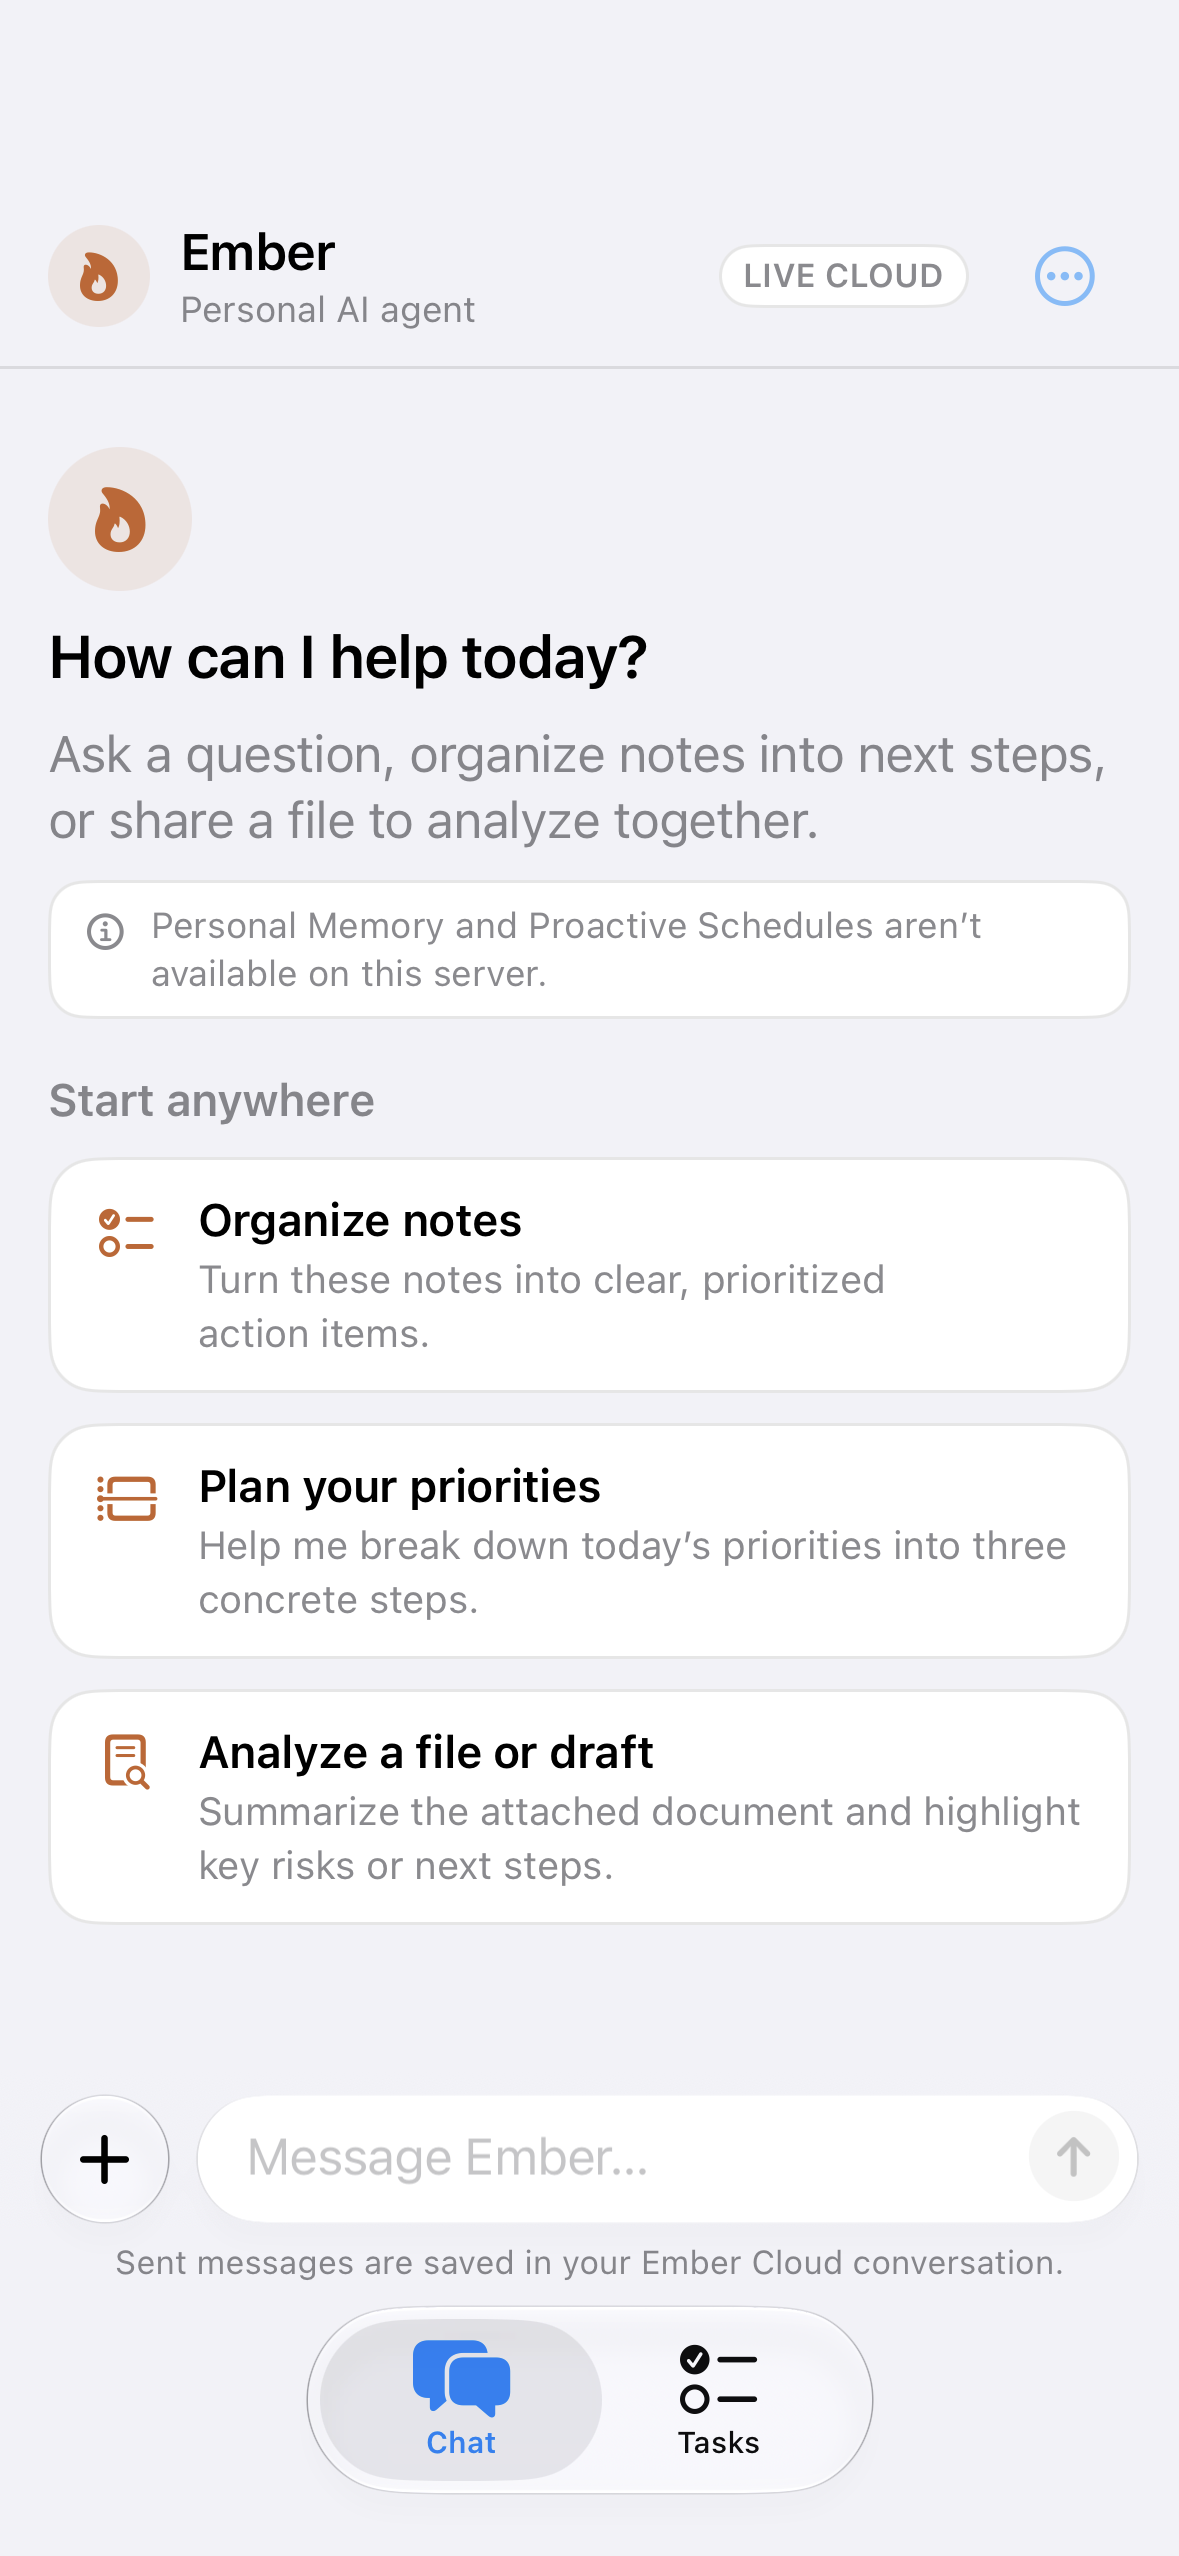 Ember
Personal AI agent
LIVE CLOUD
How can I help today?
Ask a question, organize notes into next steps,
or share a file to analyze together.
Personal Memory and Proactive Schedules aren’t
available on this server.
Start anywhere
Organize notes
Turn these notes into clear, prioritized
action items.
Plan your priorities
Help me break down today’s priorities into three
concrete steps.
Analyze a file or draft
Summarize the attached document and highlight
key risks or next steps.
Message Ember...
Sent messages are saved in your Ember Cloud conversation.
Chat
Tasks